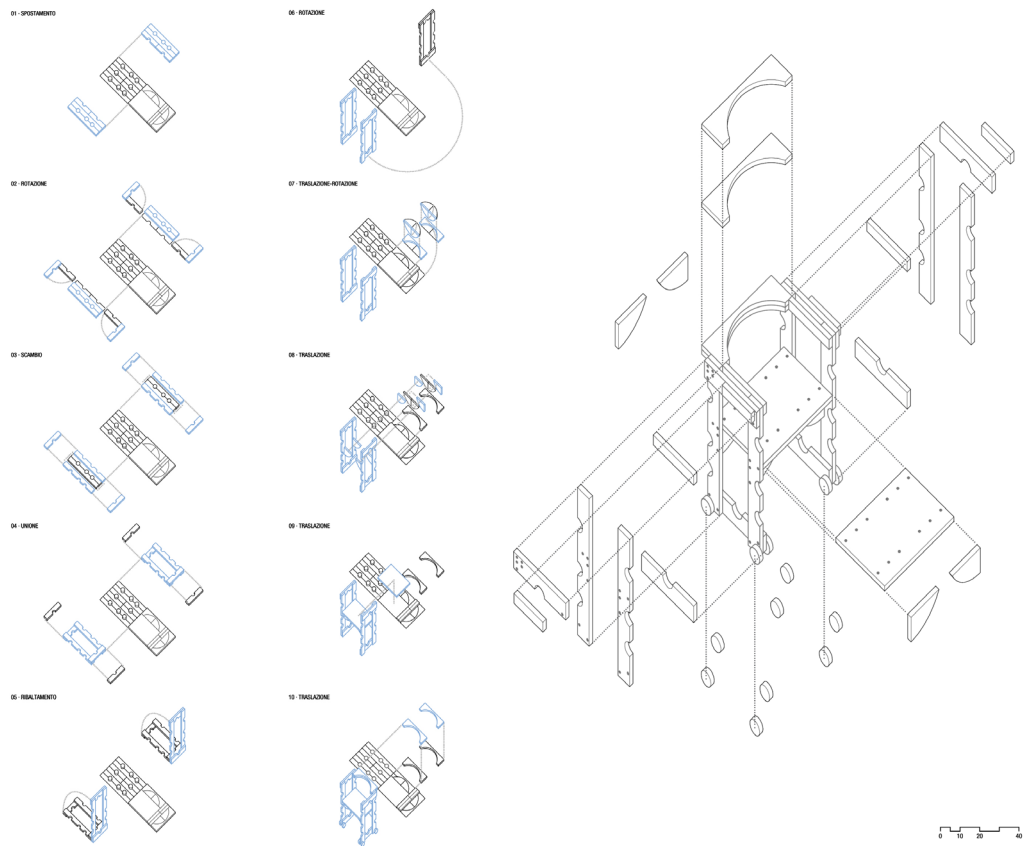 01 - SPOSTAMENTO
02 - ROTAZIONE
03 - SCAMBIO
04 - UNIONE
05 - RIBALTAMENTO
06 - ROTAZIONE
07 - TRASLAZIONE-ROTAZIONE
08 - TRASLAZIONE
09 - TRASLAZIONE
10 - TRASLAZIONE
0 10 20 40